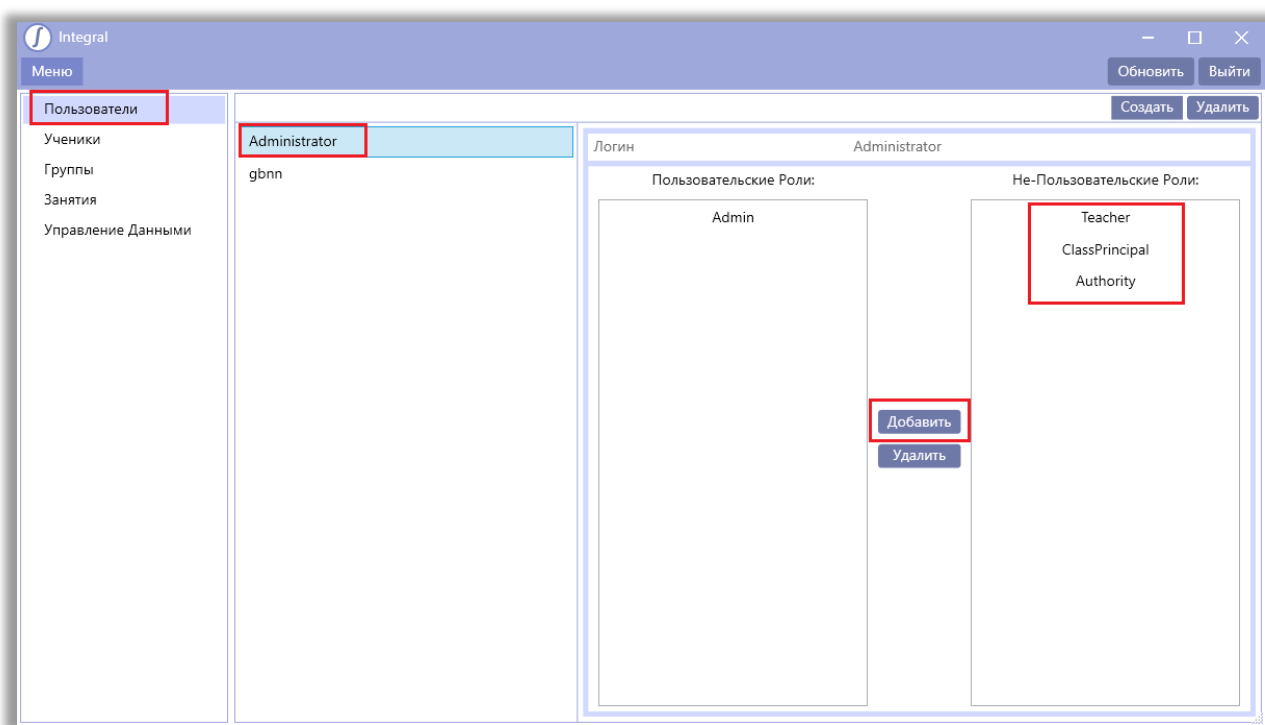 Integral
Меню
Обновить Выйти
Пользователи
Ученики
Группы
Занятия
Управление Данными
Создать Удалить
Administrator
gbnn
Логин Administrator
Пользовательские Роли:
Не-Пользовательские Роли:
Admin
Teacher
ClassPrincipal
Authority
Добавить
Удалить